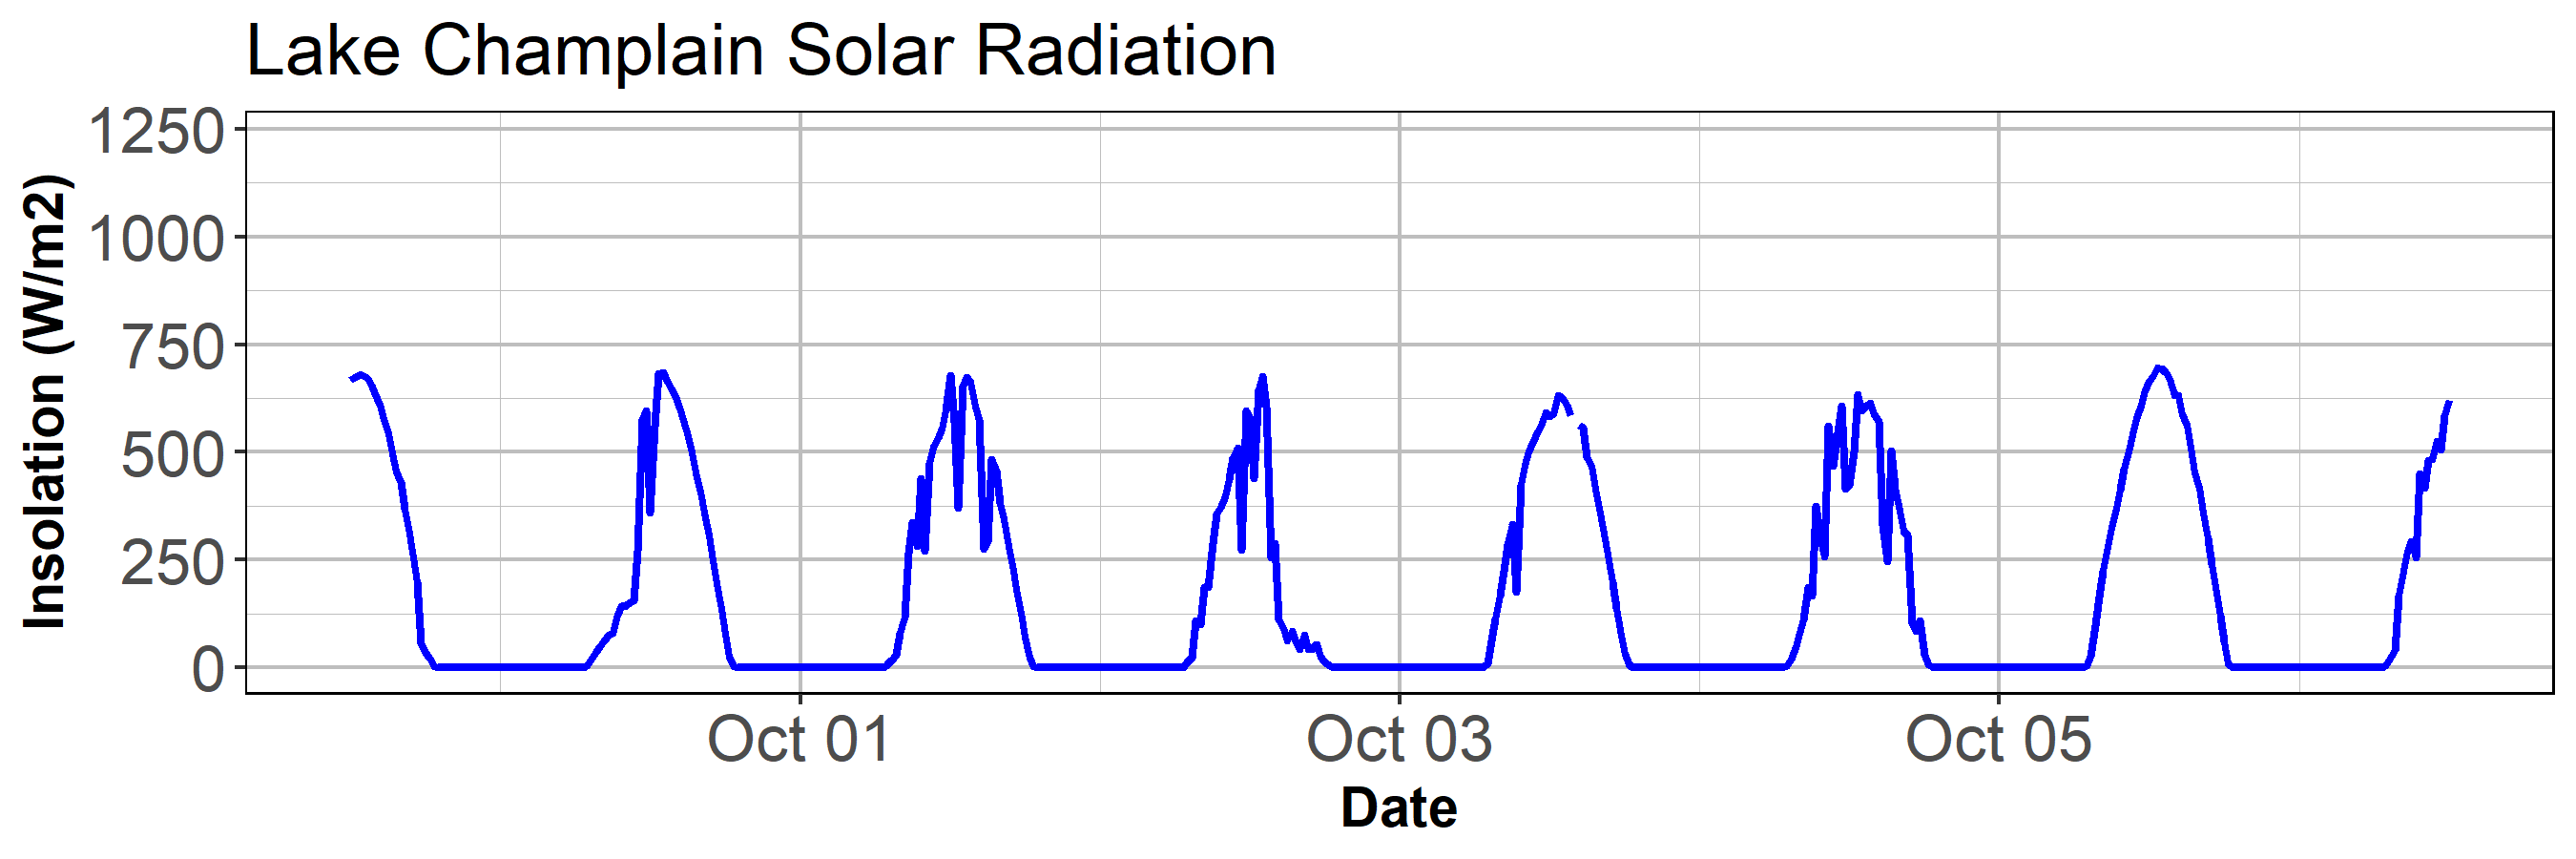 Lake Champlain Solar Radiation
Insolation (W/m2)
1250
1000
750
500
250
0
Oct 01
Oct 03
Oct 05
Date